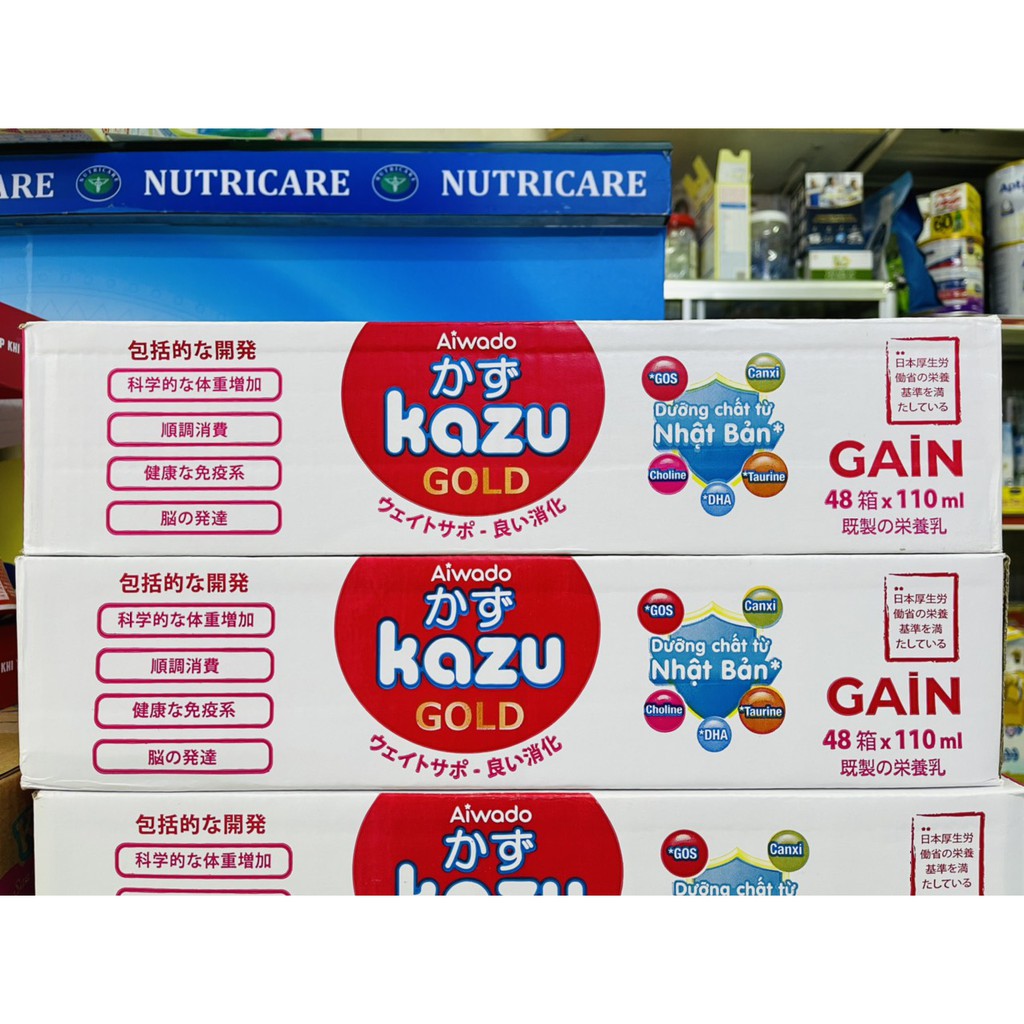 ARE NUTRICARE NUTRICARE
NUTRICARE
NUTRICARE
60
P KHI
包括的な開発
科学的な体重増加
順調消費
健康な免疫系
脳の発達
Aiwado
かず
kazu
GOLD
ウェイトサポ - 良い消化
*GOS
Canxi
Dưỡng chất từ
Nhật Bản*
Choline
*Taurine
*DHA
日本厚生労
働省の栄養
基準を満
たしている
GAiN
48 箱 x 110 ml
既製の栄養乳
KHI
包括的な開発
科学的な体重増加
順調消費
健康な免疫系
脳の発達
Aiwado
かず
kazu
GOLD
ウェイトサポ - 良い消化
*GOS
Canxi
Dưỡng chất từ
Nhật Bản*
Choline
*Taurine
*DHA
日本厚生労
働省の栄養
基準を満
たしている
GAiN
48 箱 x 110 ml
既製の栄養乳
包括的な開発
科学的な体重増加
Aiwado
かず
kazu
*GOS
Canxi
Dưỡng chất từ
日本厚生労
働省の栄養
基準を満
たしている